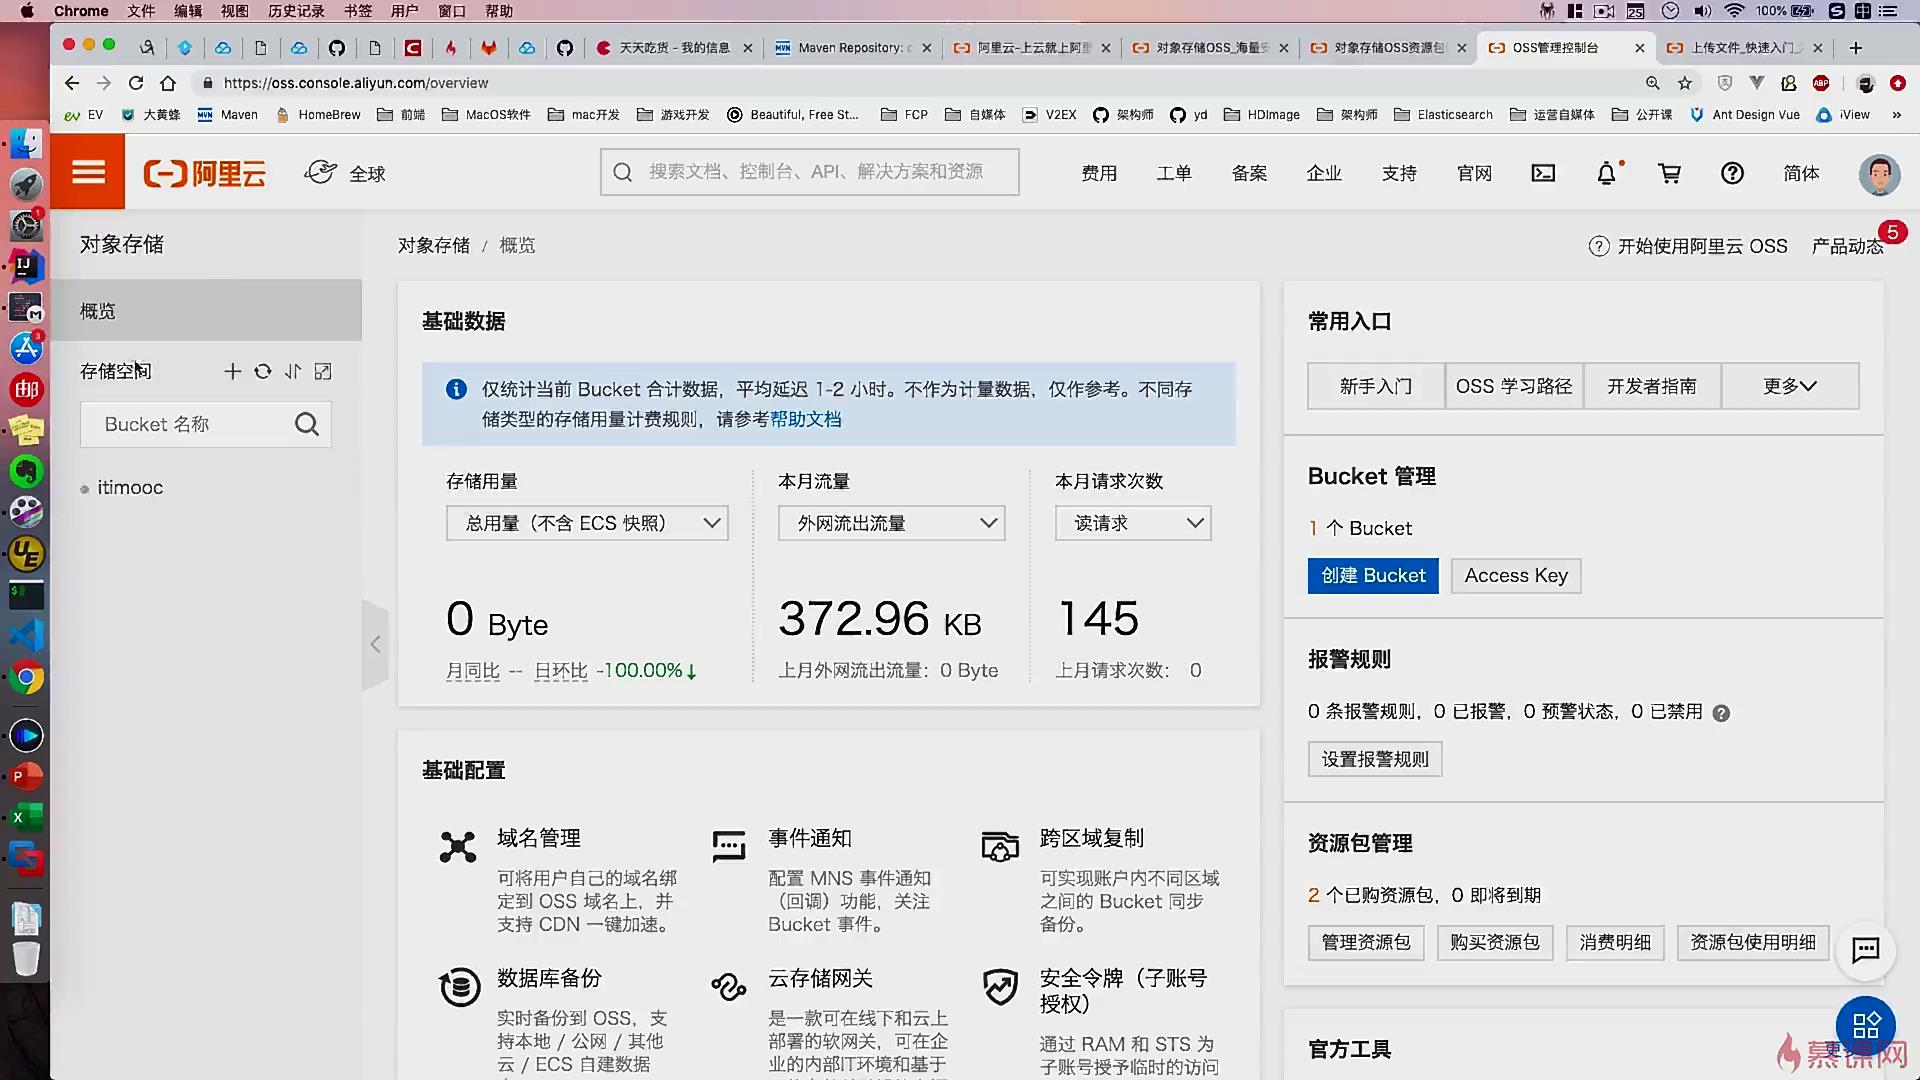 Chrome 文件 编辑 视图 历史记录 书签 用户 窗口 帮助
25 100%
天天吃货 - 我的信息
Maven Repository:
阿里云-上云就上阿里
对象存储OSS_海量安
对象存储OSS资源包
OSS管理控制台
上传文件_快速入门_
https://oss.console.aliyun.com/overview
ABP
EV 大黄蜂 Maven HomeBrew 前端 MacOS软件 mac开发 游戏开发 Beautiful, Free St... FCP 自媒体 V2EX 架构师 yd HDImage 架构师 Elasticsearch 运营自媒体 公开课 Ant Design Vue iView »
阿里云 全球 搜索文档、控制台、API、解决方案和资源 费用 工单 备案 企业 支持 官网 简体
对象存储
概览
存储空间
Bucket 名称
itimooc
对象存储 / 概览
开始使用阿里云 OSS 产品动态 5
基础数据
仅统计当前 Bucket 合计数据，平均延迟 1-2 小时。不作为计量数据，仅作参考。不同存
储类型的存储用量计费规则，请参考帮助文档
存储用量 本月流量 本月请求次数
总用量（不含 ECS 快照） 外网流出流量 读请求
0 Byte 372.96 KB 145
月同比 -- 日环比 -100.00%↓ 上月外网流出流量：0 Byte 上月请求次数： 0
基础配置
域名管理
可将用户自己的域名绑
定到 OSS 域名上，并
支持 CDN 一键加速。
事件通知
配置 MNS 事件通知
（回调）功能，关注
Bucket 事件。
跨区域复制
可实现账户内不同区域
之间的 Bucket 同步
备份。
数据库备份
实时备份到 OSS，支
持本地 / 公网 / 其他
云 / ECS 自建数据
云存储网关
是一款可在线下和云上
部署的软网关，可在企
业的内部IT环境和基于
安全令牌（子账号
授权）
通过 RAM 和 STS 为
子账号授予临时的访问
常用入口
新手入门 OSS 学习路径 开发者指南 更多
Bucket 管理
1 个 Bucket
创建 Bucket Access Key
报警规则
0 条报警规则，0 已报警，0 预警状态，0 已禁用
设置报警规则
资源包管理
2 个已购资源包，0 即将到期
管理资源包 购买资源包 消费明细 资源包使用明细
官方工具
慕课网